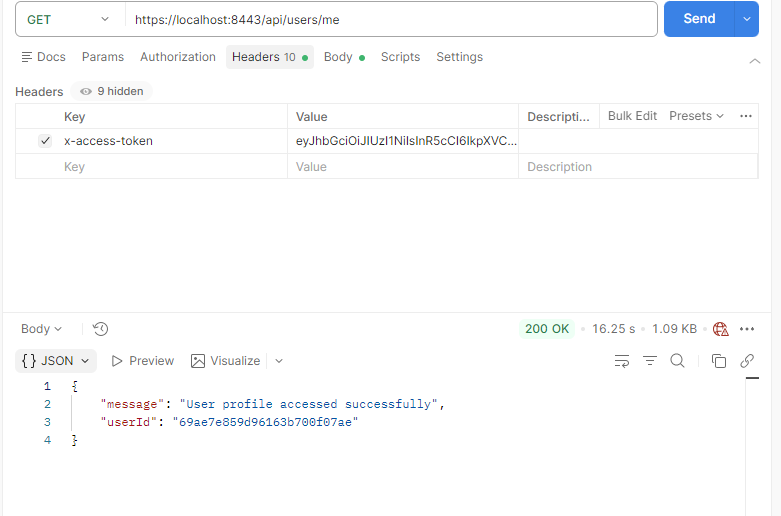 GET https://localhost:8443/api/users/me Send
Docs Params Authorization Headers 10 Body Scripts Settings
Headers 9 hidden
Key Value Descripti... Bulk Edit Presets
x-access-token eyJhbGciOiJIUzI1NiIsInR5cCI6IkpXVC...
Key Value Description
Body 200 OK 16.25 s 1.09 KB
{} JSON Preview Visualize
1 {
2 "message": "User profile accessed successfully",
3 "userId": "69ae7e859d96163b700f07ae"
4 }